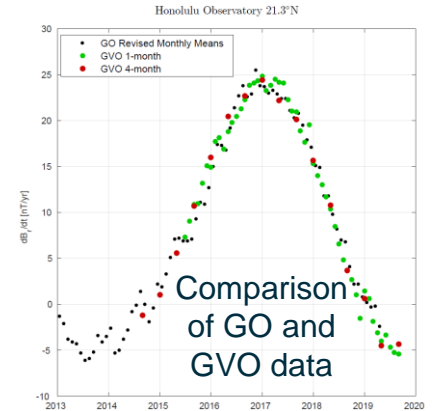 Honolulu Observatory 21.3°N
GO Revised Monthly Means
GVO 1-month
GVO 4-month
30
25
20
15
10
5
0
-5
-10
dB_r/dt [nT/yr]
Comparison
of GO and
GVO data
2013 2014 2015 2016 2017 2018 2019 2020